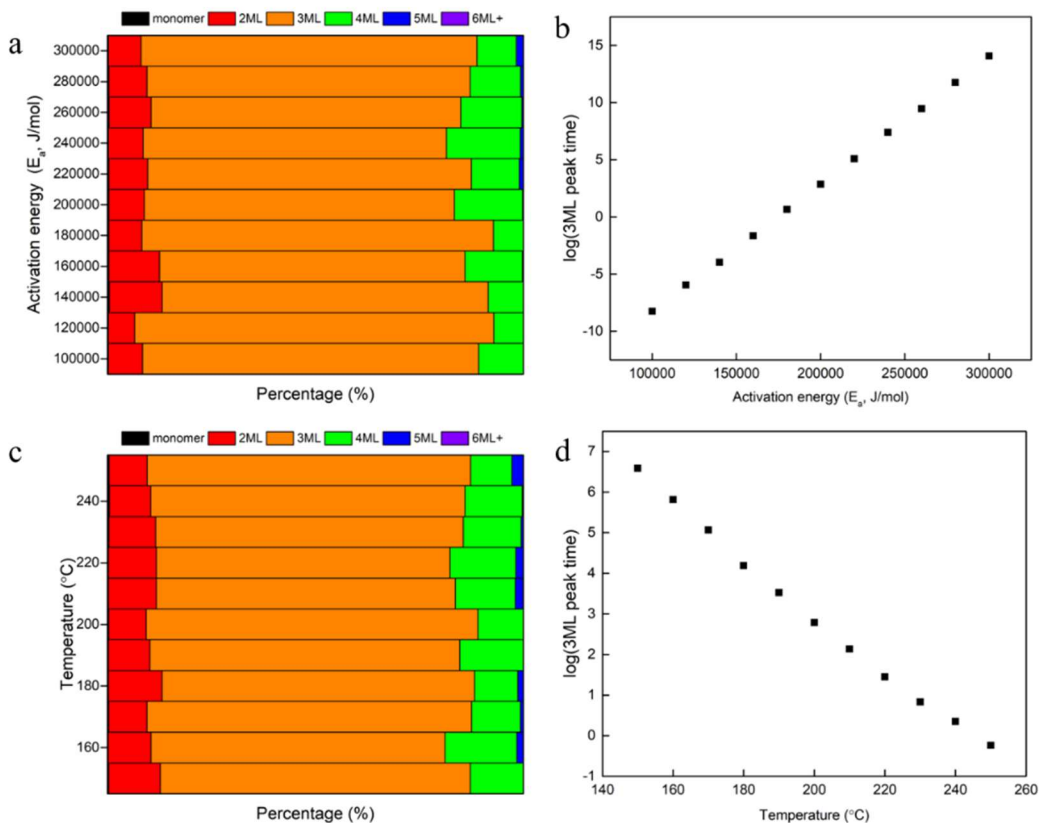 a
monomer 2ML 3ML 4ML 5ML 6ML+
Activation energy (Ea, J/mol)
300000
280000
260000
240000
220000
200000
180000
160000
140000
120000
100000
Percentage (%)
b
log(3ML peak time)
15
10
5
0
-5
-10
100000 150000 200000 250000 300000
Activation energy (Ea, J/mol)
c
monomer 2ML 3ML 4ML 5ML 6ML+
Temperature (°C)
240
220
200
180
160
Percentage (%)
d
log(3ML peak time)
7
6
5
4
3
2
1
0
-1
140 160 180 200 220 240 260
Temperature (°C)